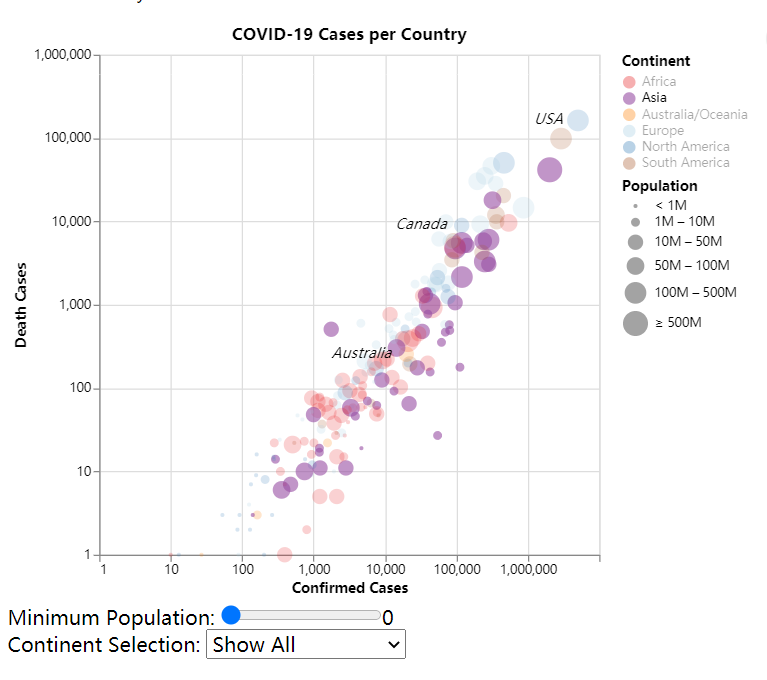 COVID-19 Cases per Country
1,000,000
100,000
10,000
1,000
100
10
1
Death Cases
USA
Canada
Australia
1
10
100
1,000
10,000
100,000
1,000,000
Confirmed Cases
Continent
Africa
Asia
Australia/Oceania
Europe
North America
South America
Population
< 1M
1M – 10M
10M – 50M
50M – 100M
100M – 500M
≥ 500M
Minimum Population: 0
Continent Selection: Show All